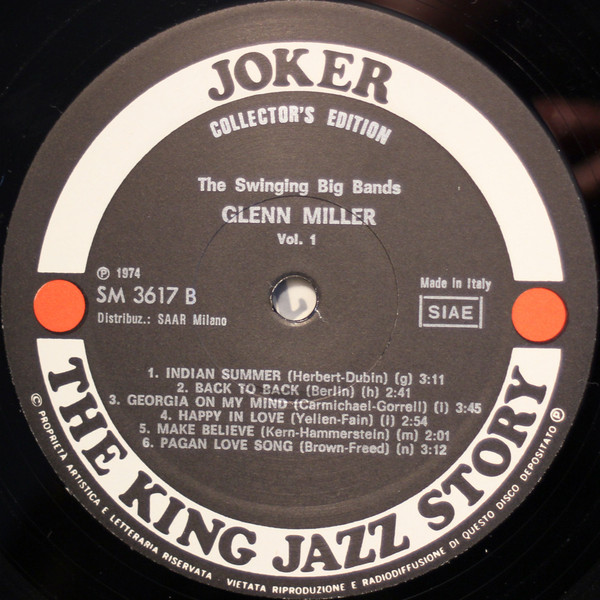 JOKER
COLLECTOR'S EDITION
The Swinging Big Bands
GLENN MILLER
Vol. 1
Ⓟ 1974
SM 3617 B
Distribuz.: SAAR Milano
Made in Italy
SIAE
1. INDIAN SUMMER (Herbert-Dubin) (g) 3:11
2. BACK TO BACK (Berlin) (h) 2:41
3. GEORGIA ON MY MIND (Carmichael-Gorrell) (i) 3:45
4. HAPPY IN LOVE (Yellen-Fain) (l) 2:54
5. MAKE BELIEVE (Kern-Hammerstein) (m) 2:01
6. PAGAN LOVE SONG (Brown-Freed) (n) 3:12
THE KING JAZZ STORY
© PROPRIETÀ ARTISTICA E LETTERARIA RISERVATA VIETATA RIPRODUZIONE E RADIODIFFUSIONE DI QUESTO DISCO DEPOSITATO Ⓟ